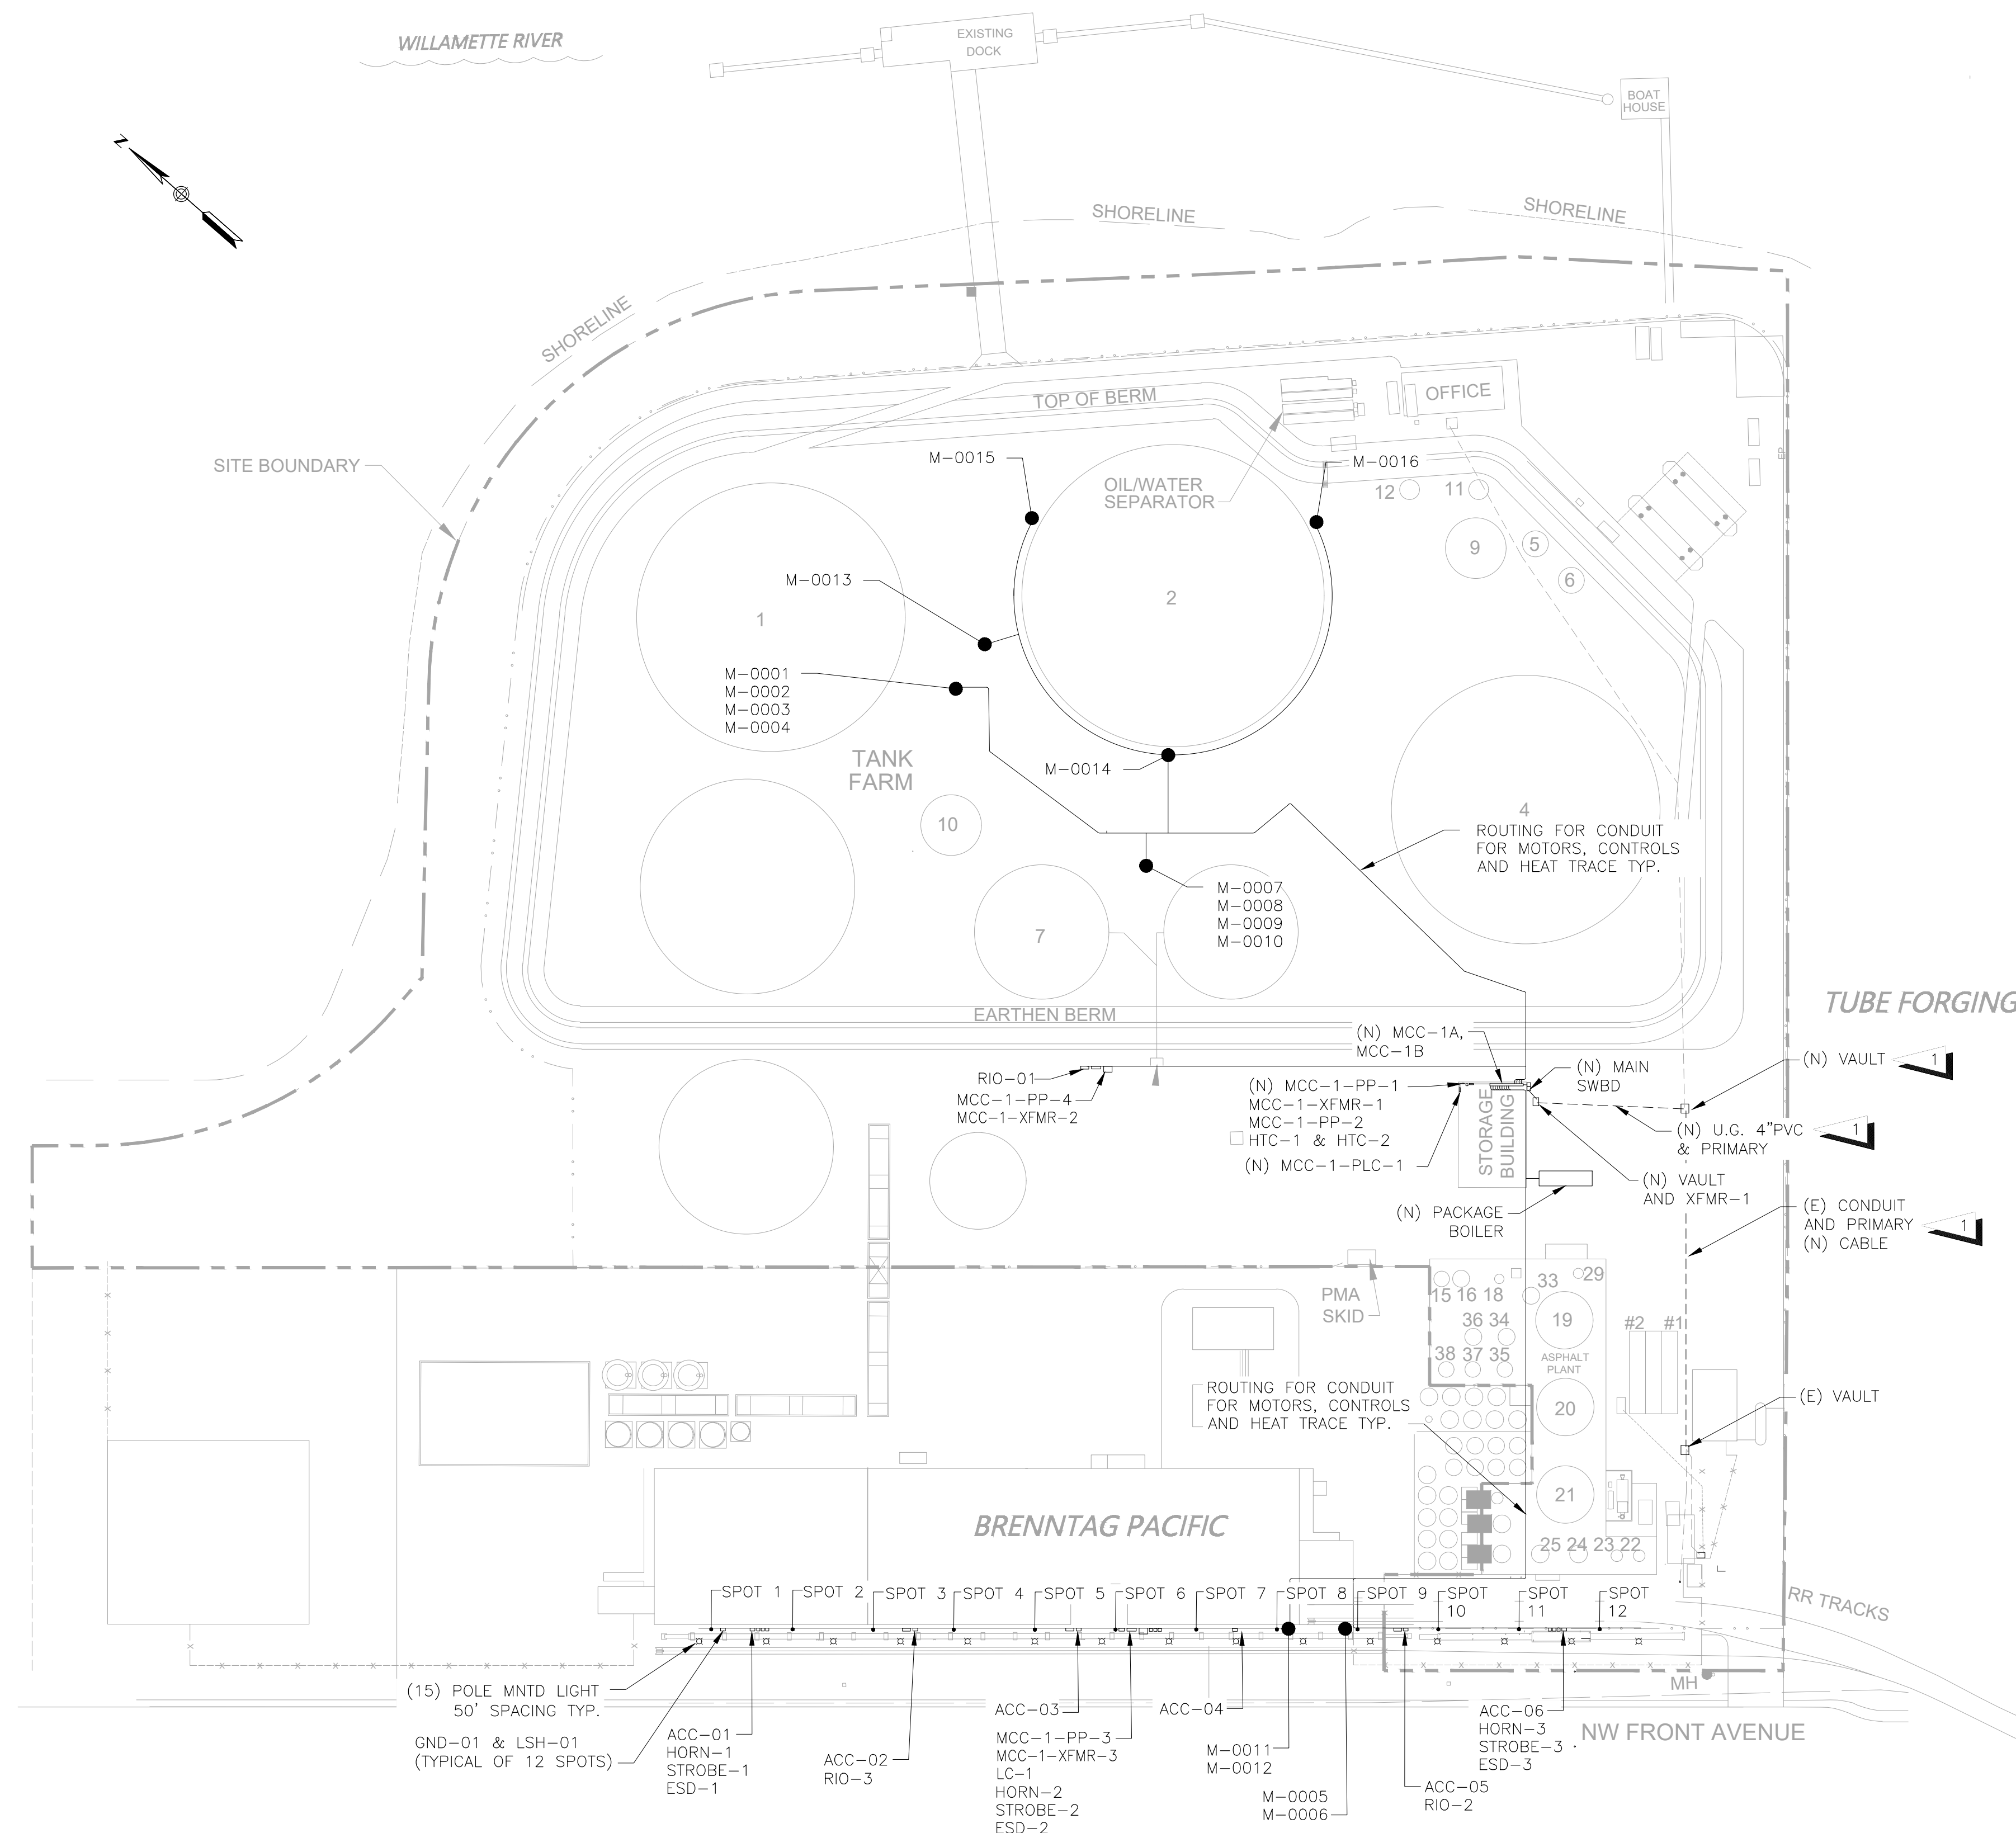 WILLAMETTE RIVER
EXISTING
DOCK
BOAT
HOUSE
N
SHORELINE
SHORELINE
SHORELINE
TOP OF BERM
OFFICE
SITE BOUNDARY
M-0015
M-0016
OIL/WATER
SEPARATOR
12
11
EP
9
5
6
M-0013
1
2
M-0001
M-0002
M-0003
M-0004
TANK
FARM
M-0014
10
4
ROUTING FOR CONDUIT
FOR MOTORS, CONTROLS
AND HEAT TRACE TYP.
M-0007
M-0008
M-0009
M-0010
7
TUBE FORGING
EARTHEN BERM
(N) MCC-1A,
MCC-1B
(N) MAIN
SWBD
(N) VAULT
1
RIO-01
MCC-1-PP-4
MCC-1-XFMR-2
(N) MCC-1-PP-1
MCC-1-XFMR-1
MCC-1-PP-2
HTC-1 & HTC-2
(N) MCC-1-PLC-1
STORAGE
BUILDING
(N) U.G. 4"PVC
& PRIMARY
1
(N) VAULT
AND XFMR-1
(N) PACKAGE
BOILER
(E) CONDUIT
AND PRIMARY
(N) CABLE
1
PMA
SKID
15 16 18
33
29
36 34
19
#2 #1
38 37 35
ASPHALT
PLANT
ROUTING FOR CONDUIT
FOR MOTORS, CONTROLS
AND HEAT TRACE TYP.
20
(E) VAULT
21
BRENNTAG PACIFIC
25 24 23 22
SPOT 1
SPOT 2
SPOT 3
SPOT 4
SPOT 5
SPOT 6
SPOT 7
SPOT 8
SPOT 9
SPOT
10
SPOT
11
SPOT
12
RR TRACKS
MH
(15) POLE MNTD LIGHT
50' SPACING TYP.
GND-01 & LSH-01
(TYPICAL OF 12 SPOTS)
ACC-01
HORN-1
STROBE-1
ESD-1
ACC-02
RIO-3
ACC-03
MCC-1-PP-3
MCC-1-XFMR-3
LC-1
HORN-2
STROBE-2
ESD-2
ACC-04
M-0011
M-0012
M-0005
M-0006
ACC-05
RIO-2
ACC-06
HORN-3
STROBE-3
ESD-3
NW FRONT AVENUE